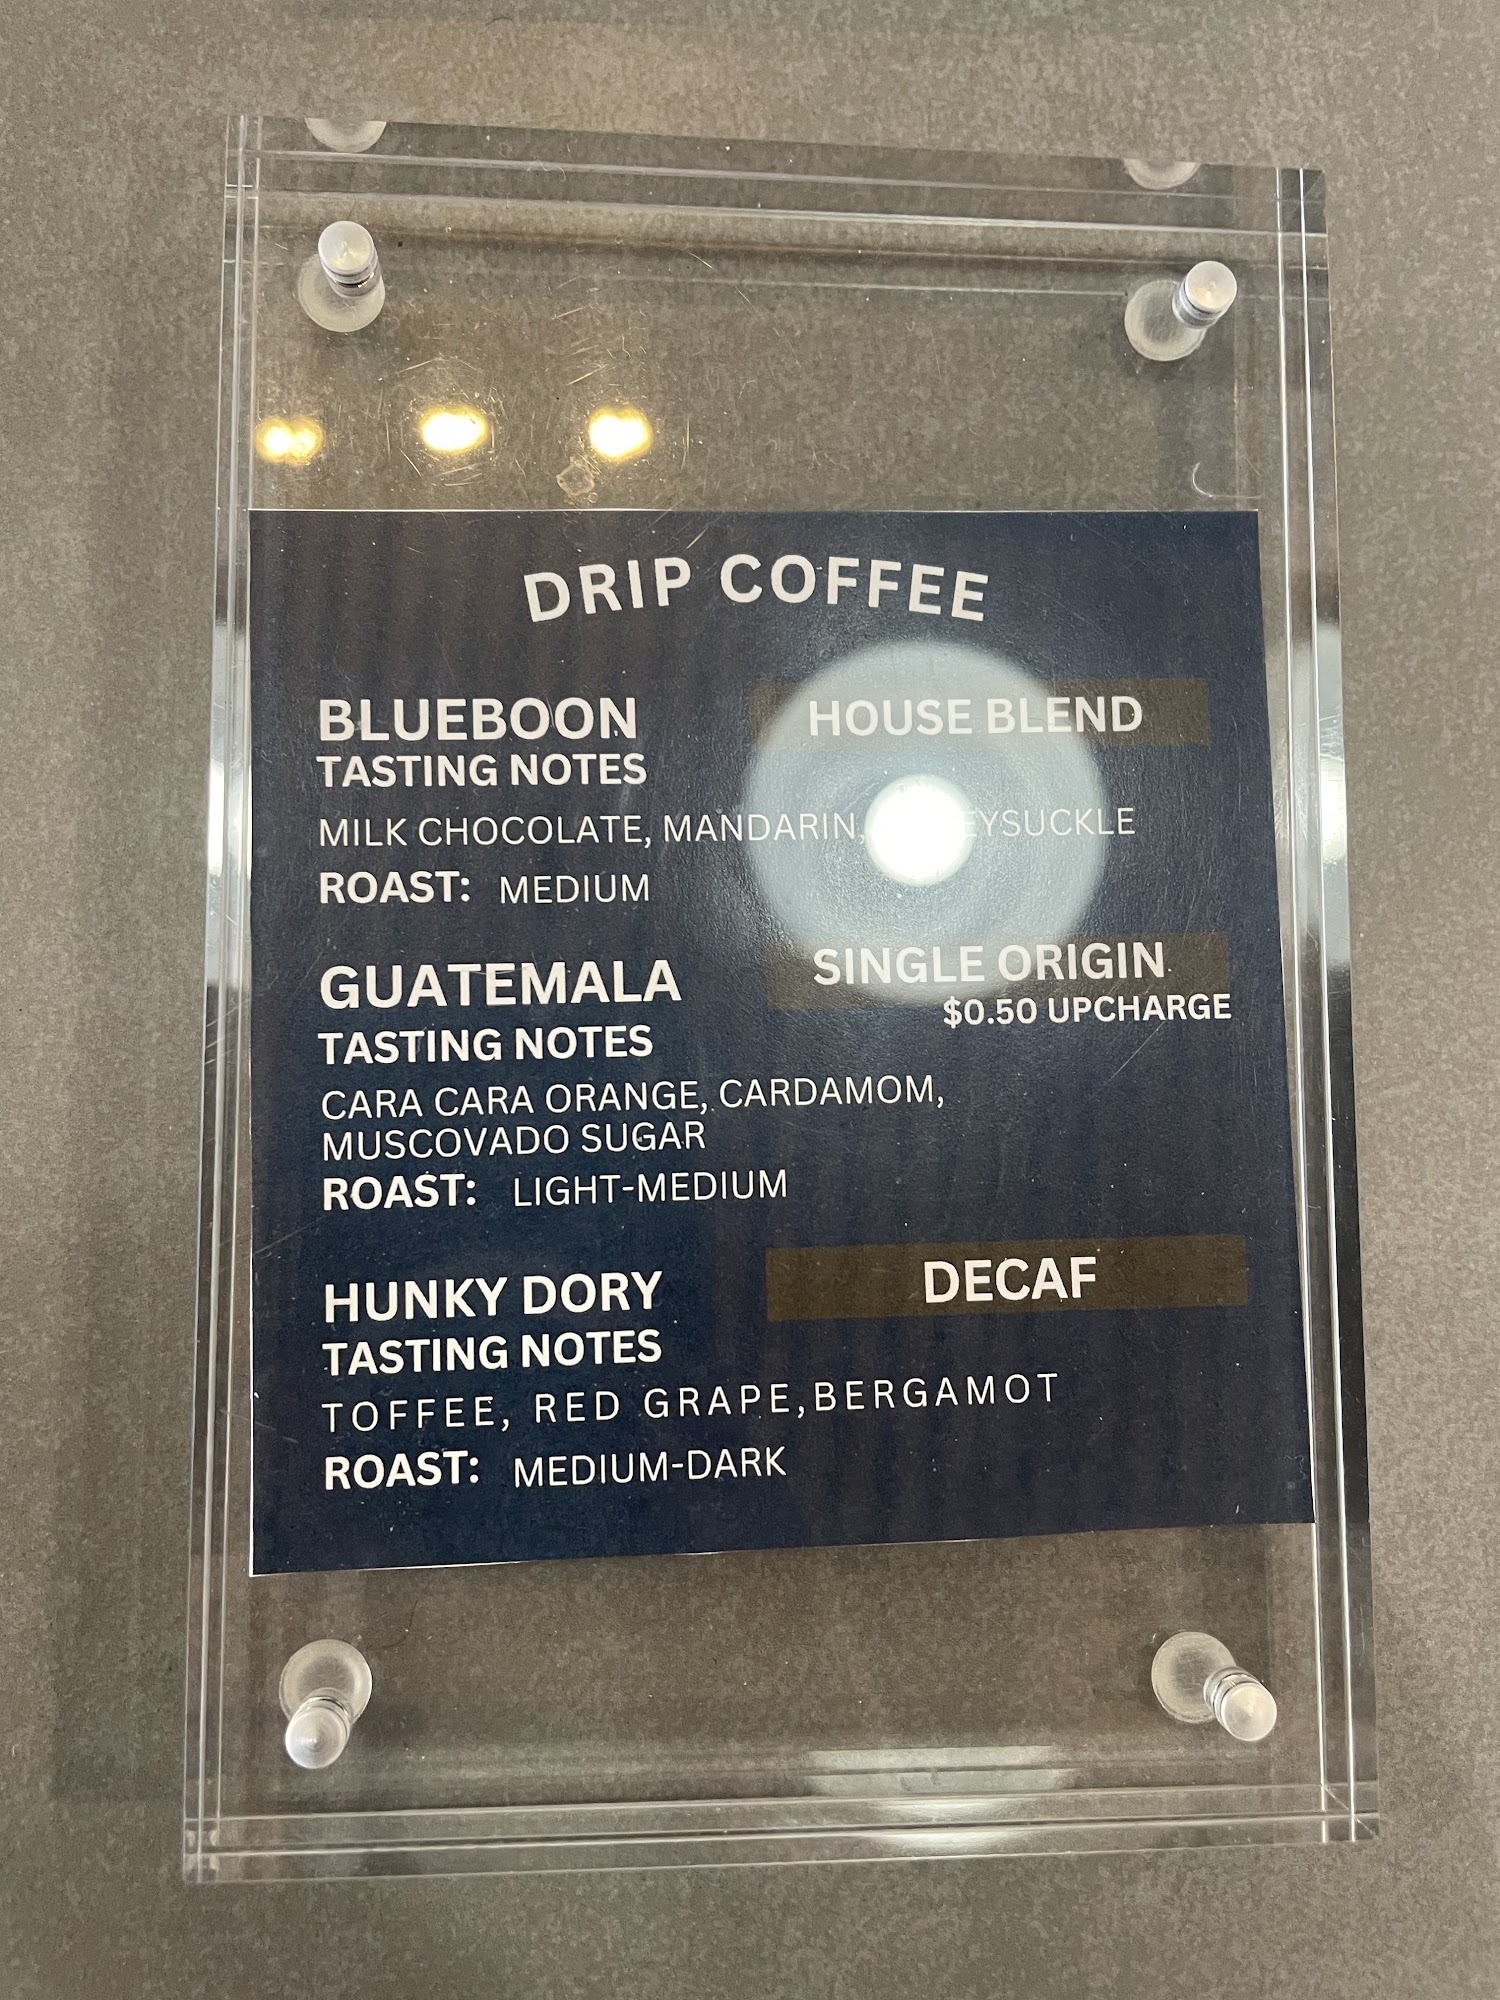 DRIP COFFEE
BLUEBOON HOUSE BLEND
TASTING NOTES
MILK CHOCOLATE, MANDARIN,
ROAST: MEDIUM
GUATEMALA SINGLE ORIGIN
$0.50 UPCHARGE
TASTING NOTES
CARA CARA ORANGE, CARDAMOM,
MUSCOVADO SUGAR
ROAST: LIGHT-MEDIUM
HUNKY DORY DECAF
TASTING NOTES
TOFFEE, RED GRAPE,BERGAMOT
ROAST: MEDIUM-DARK